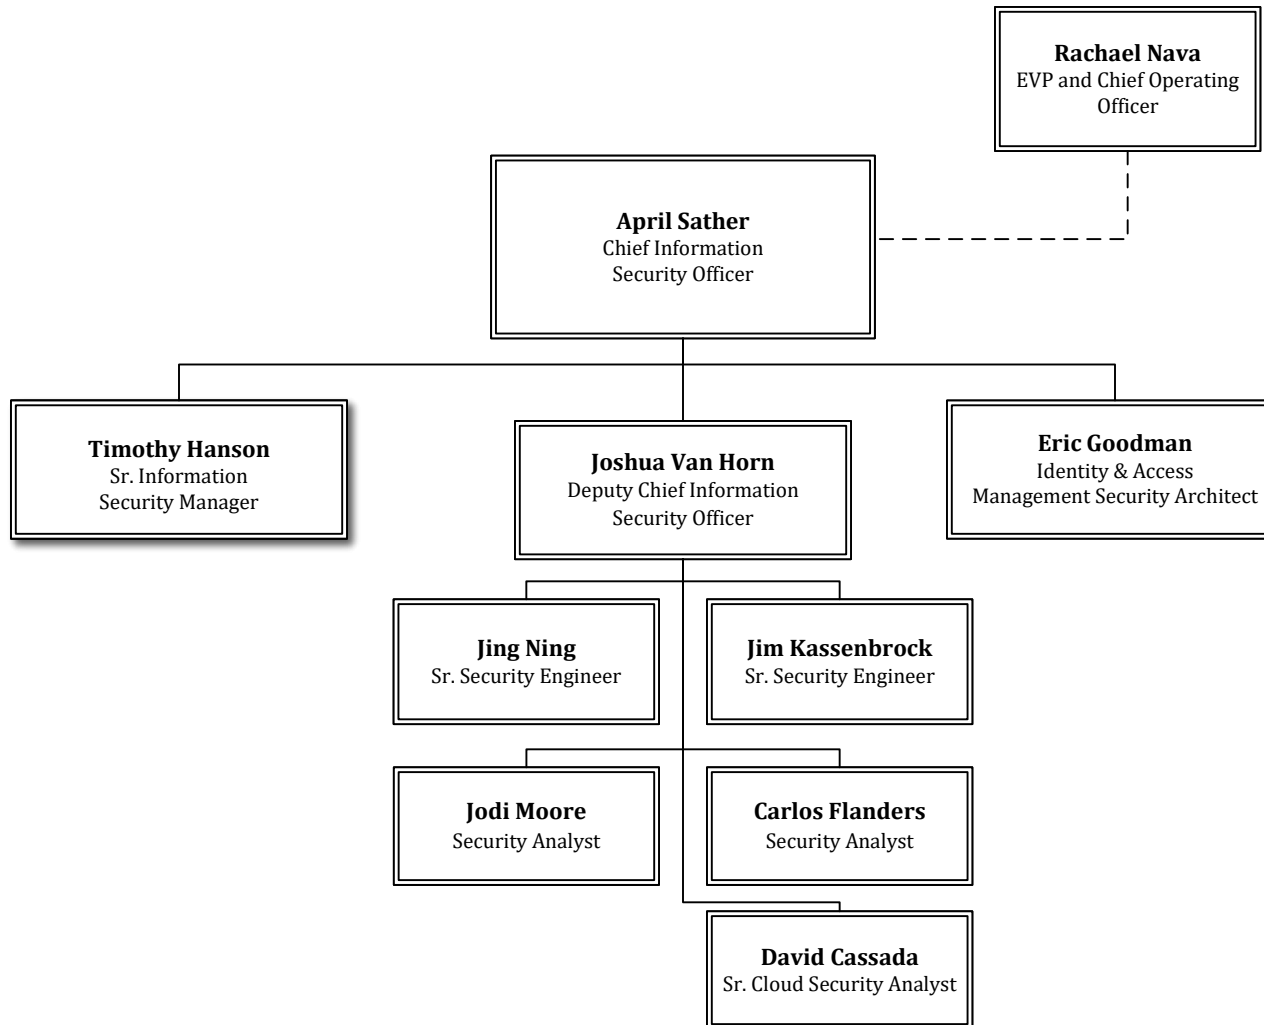 Rachael Nava
EVP and Chief Operating
Officer
April Sather
Chief Information
Security Officer
Timothy Hanson
Sr. Information
Security Manager
Joshua Van Horn
Deputy Chief Information
Security Officer
Eric Goodman
Identity & Access
Management Security Architect
Jing Ning
Sr. Security Engineer
Jim Kassenbrock
Sr. Security Engineer
Jodi Moore
Security Analyst
Carlos Flanders
Security Analyst
David Cassada
Sr. Cloud Security Analyst